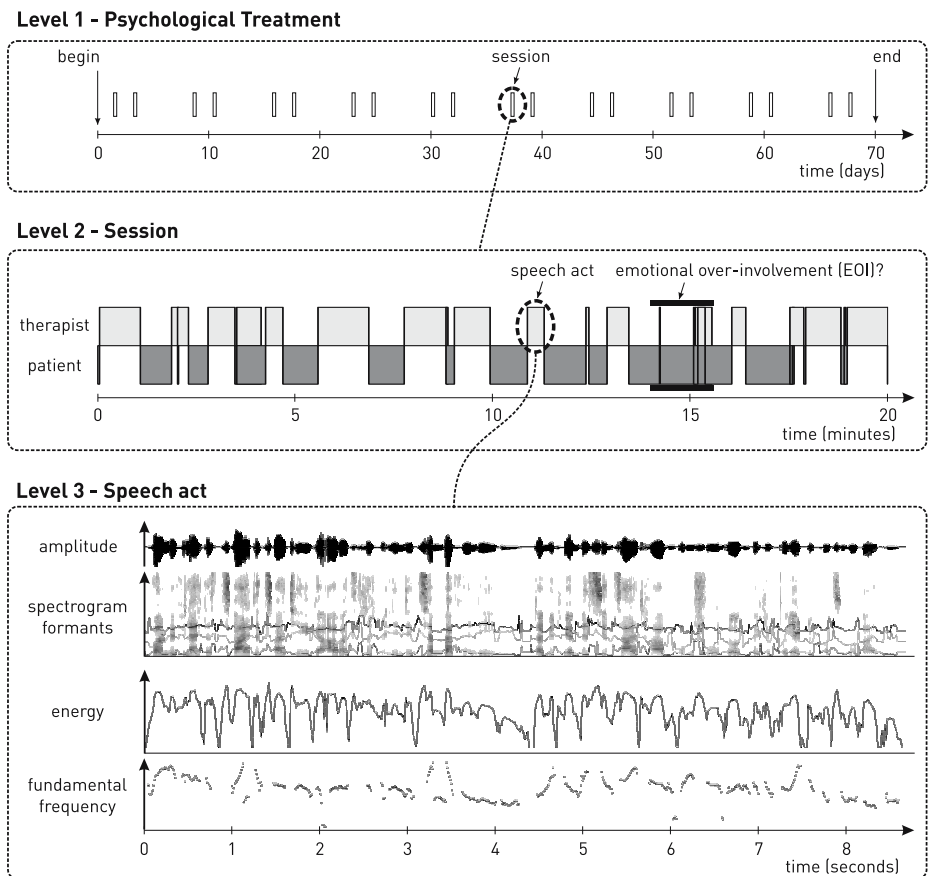 Level 1 - Psychological Treatment
begin
session
end
0 10 20 30 40 50 60 70
time (days)
Level 2 - Session
speech act
emotional over-involvement (EOI)?
therapist
patient
0 5 10 15 20
time (minutes)
Level 3 - Speech act
amplitude
spectrogram
formants
energy
fundamental
frequency
0 1 2 3 4 5 6 7 8
time (seconds)